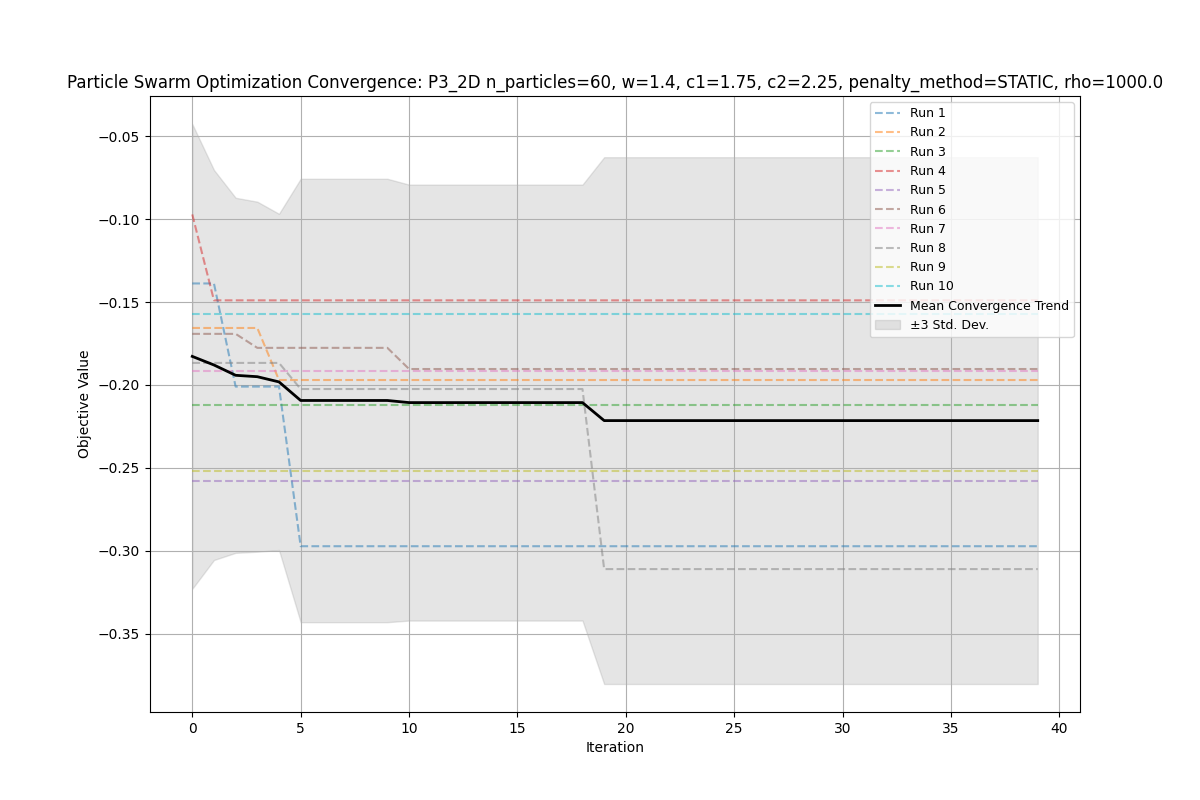 Particle Swarm Optimization Convergence: P3_2D n_particles=60, w=1.4, c1=1.75, c2=2.25, penalty_method=STATIC, rho=1000.0
Objective Value
−0.05
−0.10
−0.15
−0.20
−0.25
−0.30
−0.35
Run 1
Run 2
Run 3
Run 4
Run 5
Run 6
Run 7
Run 8
Run 9
Run 10
Mean Convergence Trend
±3 Std. Dev.
0 5 10 15 20 25 30 35 40
Iteration